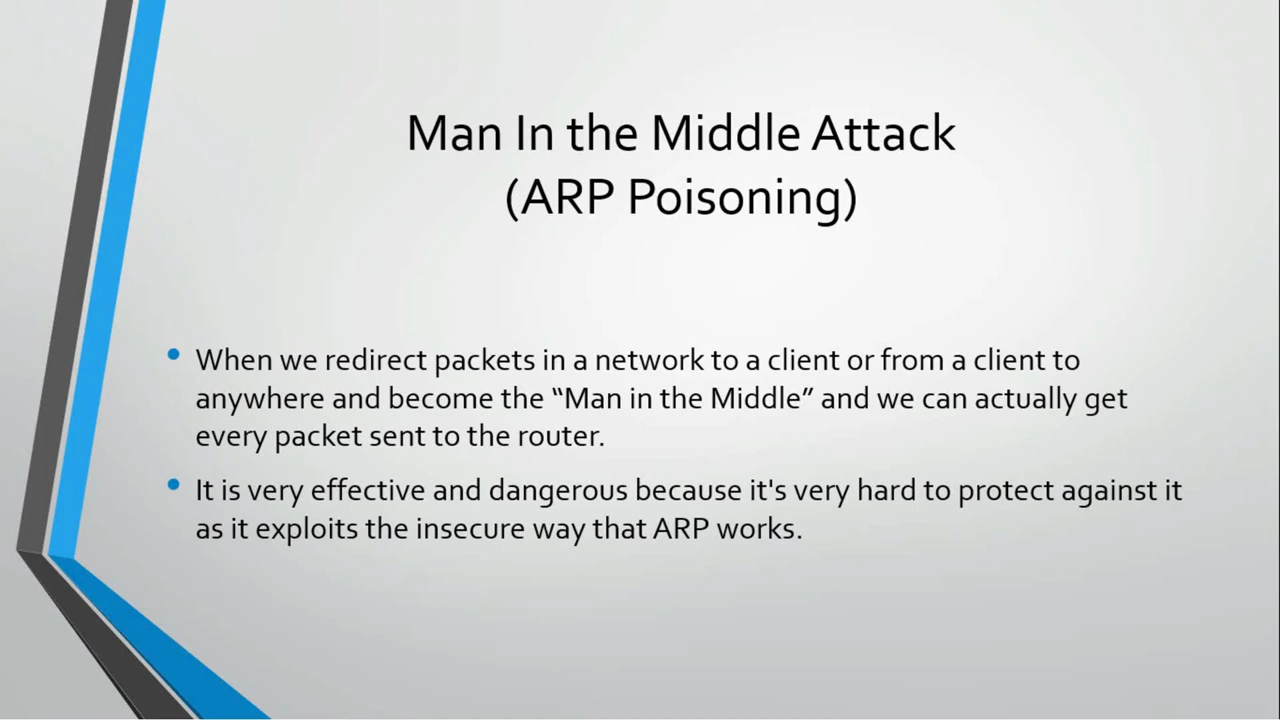 Man In the Middle Attack
(ARP Poisoning)
• When we redirect packets in a network to a client or from a client to
anywhere and become the “Man in the Middle” and we can actually get
every packet sent to the router.
• It is very effective and dangerous because it's very hard to protect against it
as it exploits the insecure way that ARP works.